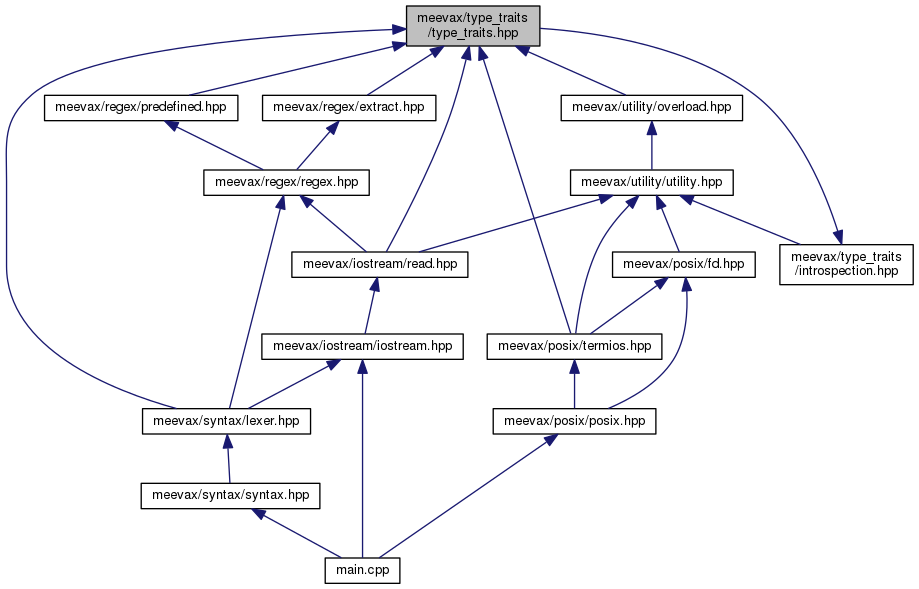 meevax/type_traits
/type_traits.hpp
meevax/regex/predefined.hpp
meevax/regex/extract.hpp
meevax/utility/overload.hpp
meevax/regex/regex.hpp
meevax/utility/utility.hpp
meevax/iostream/read.hpp
meevax/posix/fd.hpp
meevax/type_traits
/introspection.hpp
meevax/iostream/iostream.hpp
meevax/posix/termios.hpp
meevax/syntax/lexer.hpp
meevax/posix/posix.hpp
meevax/syntax/syntax.hpp
main.cpp